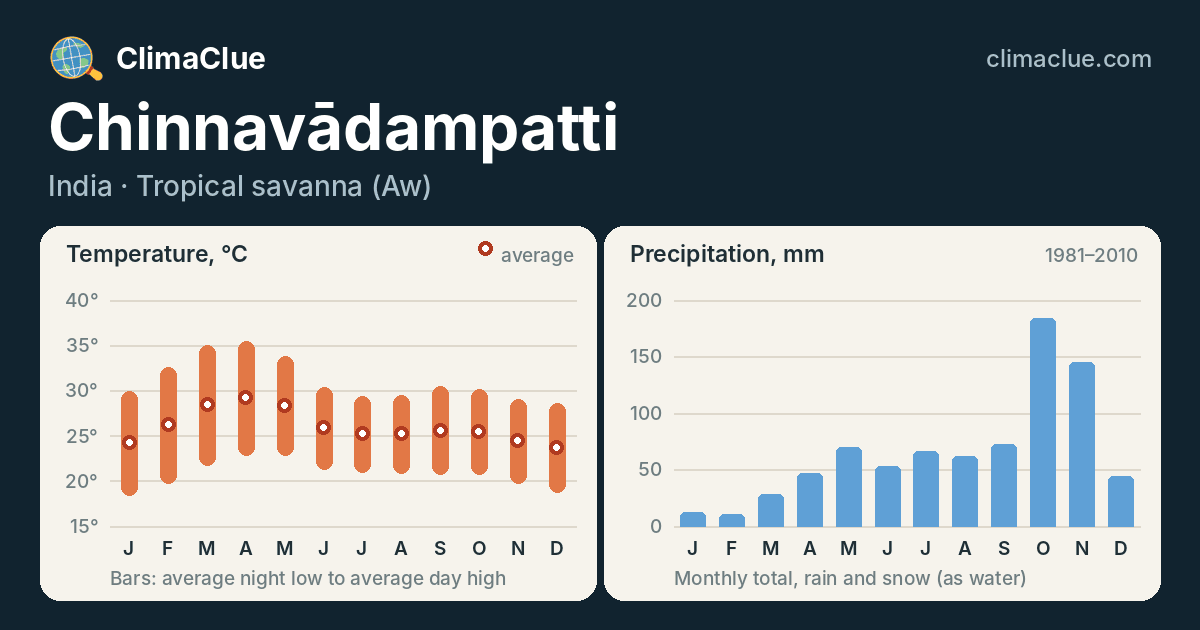 ClimaClue
climaclue.com
Chinnavādampatti
India · Tropical savanna (Aw)
Temperature, °C
average
40°
35°
30°
25°
20°
15°
J F M A M J J A S O N D
Bars: average night low to average day high
Precipitation, mm
1981–2010
200
150
100
50
0
J F M A M J J A S O N D
Monthly total, rain and snow (as water)